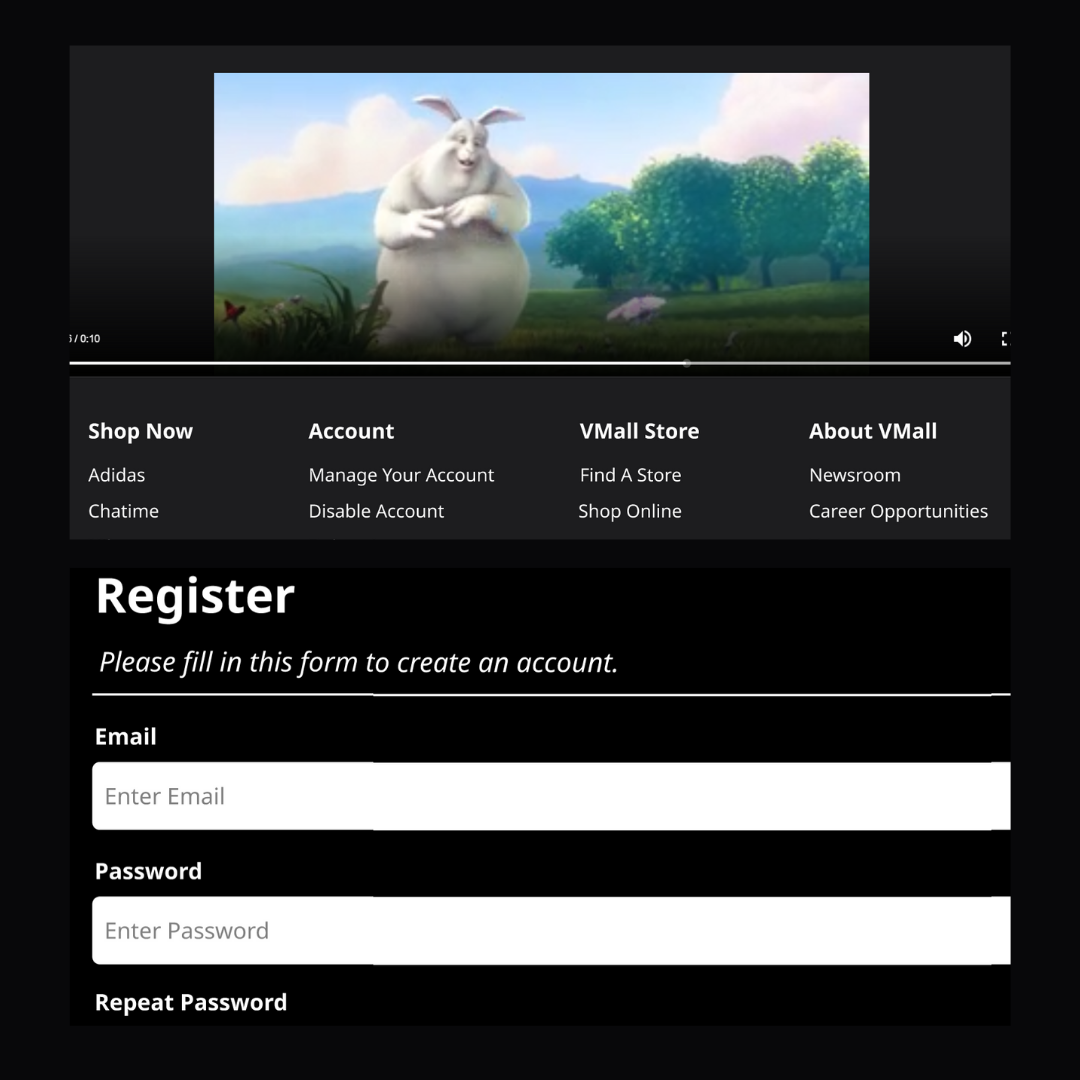 / 0:10
Shop Now Account VMall Store About VMall
Adidas Manage Your Account Find A Store Newsroom
Chatime Disable Account Shop Online Career Opportunities
Register
Please fill in this form to create an account.
Email
Enter Email
Password
Enter Password
Repeat Password